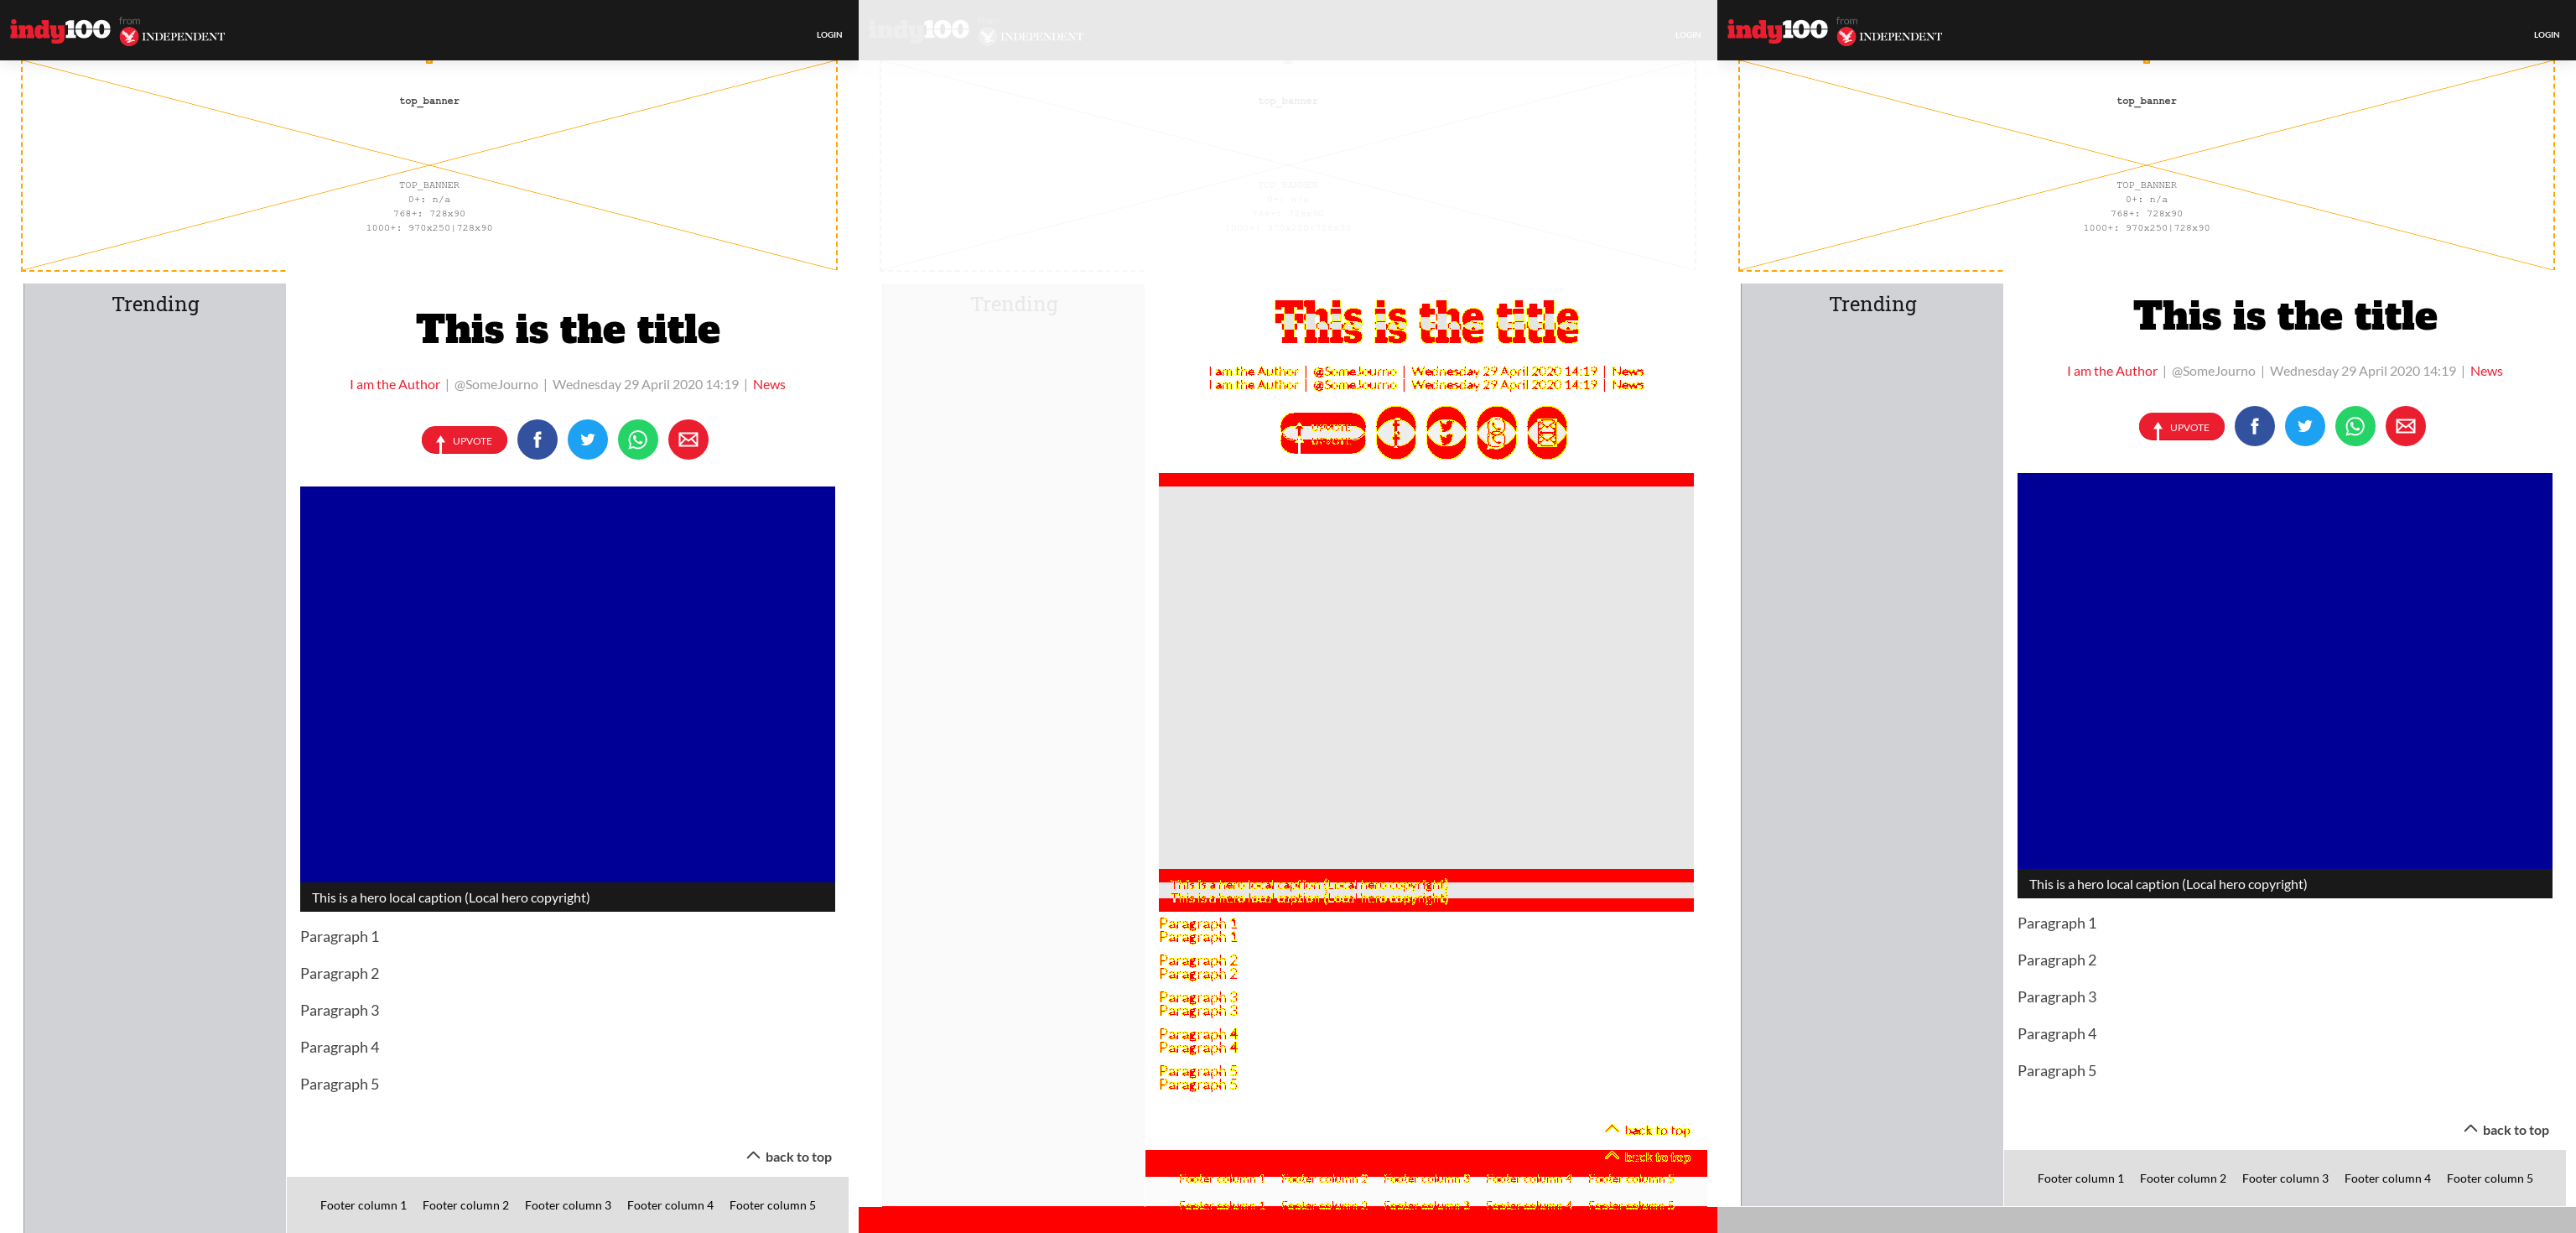 indy100 from INDEPENDENT LOGIN
top_banner
TOP_BANNER
0+: n/a
768+: 728x90
1000+: 970x250|728x90
Trending
This is the title
I am the Author | @SomeJourno | Wednesday 29 April 2020 14:19 | News
UPVOTE
This is a hero local caption (Local hero copyright)
Paragraph 1
Paragraph 2
Paragraph 3
Paragraph 4
Paragraph 5
back to top
Footer column 1 Footer column 2 Footer column 3 Footer column 4 Footer column 5
indy100 INDEPENDENT LOGIN
top_banner
TOP_BANNER
0+: n/a
768+: 728x90
1000+: 970x250|728x90
Trending
This is the title
I am the Author | @SomeJourno | Wednesday 29 April 2020 14:19 | News
I am the Author | @SomeJourno | Wednesday 29 April 2020 14:19 | News
UPVOTE
UPVOTE
This is a hero local caption (Local hero copyright)
This is a hero local caption (Local hero copyright)
Paragraph 1
Paragraph 1
Paragraph 2
Paragraph 2
Paragraph 3
Paragraph 3
Paragraph 4
Paragraph 4
Paragraph 5
Paragraph 5
back to top
back to top
Footer column 1 Footer column 2 Footer column 3 Footer column 4 Footer column 5
Footer column 1 Footer column 2 Footer column 3 Footer column 4 Footer column 5
indy100 from INDEPENDENT LOGIN
top_banner
TOP_BANNER
0+: n/a
768+: 728x90
1000+: 970x250|728x90
Trending
This is the title
I am the Author | @SomeJourno | Wednesday 29 April 2020 14:19 | News
UPVOTE
This is a hero local caption (Local hero copyright)
Paragraph 1
Paragraph 2
Paragraph 3
Paragraph 4
Paragraph 5
back to top
Footer column 1 Footer column 2 Footer column 3 Footer column 4 Footer column 5